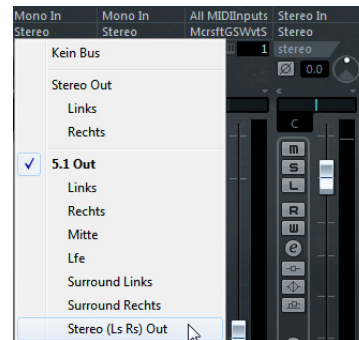 Mono In Mono In All MIDIInputs Stereo In
Stereo Stereo McrsftGSWvtS Stereo
1 stereo
0.0
Kein Bus
Stereo Out
Links
Rechts
5.1 Out
Links
Rechts
Mitte
Lfe
Surround Links
Surround Rechts
Stereo (Ls Rs) Out
C
m
S
L
R
W
e